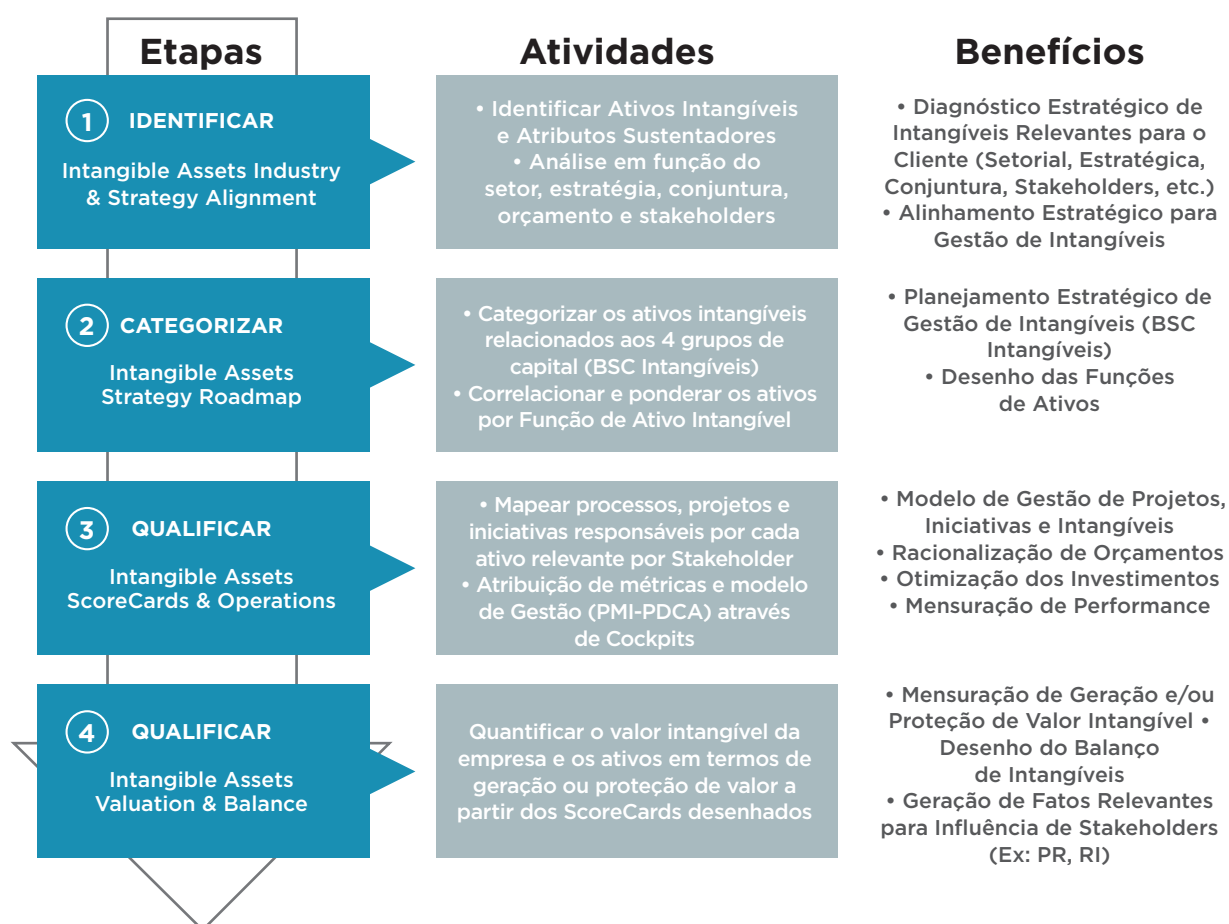 Etapas
Atividades
Benefícios
1 IDENTIFICAR
Intangible Assets Industry
& Strategy Alignment
• Identificar Ativos Intangíveis
e Atributos Sustentadores
• Análise em função do
setor, estratégia, conjuntura,
orçamento e stakeholders
• Diagnóstico Estratégico de
Intangíveis Relevantes para o
Cliente (Setorial, Estratégica,
Conjuntura, Stakeholders, etc.)
• Alinhamento Estratégico para
Gestão de Intangíveis
2 CATEGORIZAR
Intangible Assets
Strategy Roadmap
• Categorizar os ativos intangíveis
relacionados aos 4 grupos de
capital (BSC Intangíveis)
• Correlacionar e ponderar os ativos
por Função de Ativo Intangível
• Planejamento Estratégico de
Gestão de Intangíveis (BSC
Intangíveis)
• Desenho das Funções
de Ativos
3 QUALIFICAR
Intangible Assets
ScoreCards & Operations
• Mapear processos, projetos e
iniciativas responsáveis por cada
ativo relevante por Stakeholder
• Atribuição de métricas e modelo
de Gestão (PMI-PDCA) através
de Cockpits
• Modelo de Gestão de Projetos,
Iniciativas e Intangíveis
• Racionalização de Orçamentos
• Otimização dos Investimentos
• Mensuração de Performance
4 QUALIFICAR
Intangible Assets
Valuation & Balance
Quantificar o valor intangível da
empresa e os ativos em termos de
geração ou proteção de valor a
partir dos ScoreCards desenhados
• Mensuração de Geração e/ou
Proteção de Valor Intangível •
Desenho do Balanço
de Intangíveis
• Geração de Fatos Relevantes
para Influência de Stakeholders
(Ex: PR, RI)